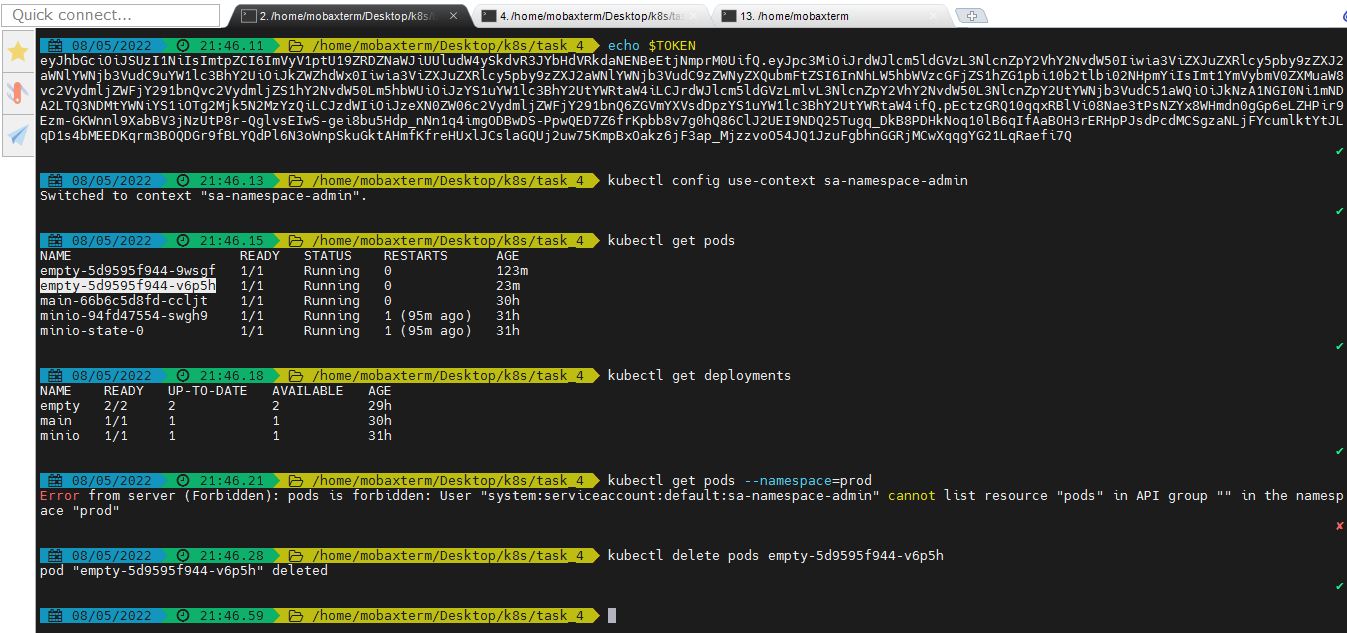 Quick connect...
2. /home/mobaxterm/Desktop/k8s/t
4. /home/mobaxterm/Desktop/k8s/ta
13. /home/mobaxterm
08/05/2022 21:46.11 /home/mobaxterm/Desktop/k8s/task_4 echo $TOKEN
08/05/2022 21:46.13 /home/mobaxterm/Desktop/k8s/task_4 kubectl config use-context sa-namespace-admin
Switched to context "sa-namespace-admin".
08/05/2022 21:46.15 /home/mobaxterm/Desktop/k8s/task_4 kubectl get pods
NAME READY STATUS RESTARTS AGE
empty-5d9595f944-9wsgf 1/1 Running 0 123m
empty-5d9595f944-v6p5h 1/1 Running 0 23m
main-66b6c5d8fd-ccljt 1/1 Running 0 30h
minio-94fd47554-swgh9 1/1 Running 1 (95m ago) 31h
minio-state-0 1/1 Running 1 (95m ago) 31h
08/05/2022 21:46.18 /home/mobaxterm/Desktop/k8s/task_4 kubectl get deployments
NAME READY UP-TO-DATE AVAILABLE AGE
empty 2/2 2 2 29h
main 1/1 1 1 30h
minio 1/1 1 1 31h
08/05/2022 21:46.21 /home/mobaxterm/Desktop/k8s/task_4 kubectl get pods --namespace=prod
Error from server (Forbidden): pods is forbidden: User "system:serviceaccount:default:sa-namespace-admin" cannot list resource "pods" in API group "" in the namesp
ace "prod"
08/05/2022 21:46.28 /home/mobaxterm/Desktop/k8s/task_4 kubectl delete pods empty-5d9595f944-v6p5h
pod "empty-5d9595f944-v6p5h" deleted
08/05/2022 21:46.59 /home/mobaxterm/Desktop/k8s/task_4